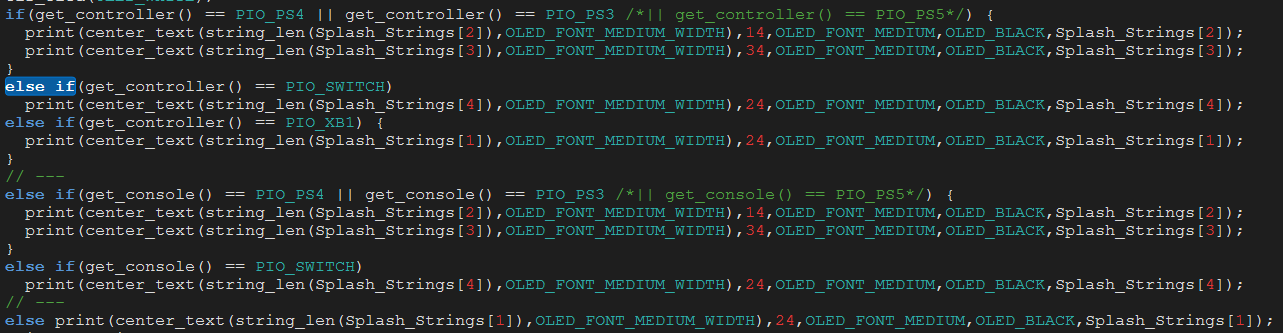 if(get_controller() == PIO_PS4 || get_controller() == PIO_PS3 /*|| get_controller() == PIO_PS5*/) {
  print(center_text(string_len(Splash_Strings[2]),OLED_FONT_MEDIUM_WIDTH),14,OLED_FONT_MEDIUM,OLED_BLACK,Splash_Strings[2]);
  print(center_text(string_len(Splash_Strings[3]),OLED_FONT_MEDIUM_WIDTH),34,OLED_FONT_MEDIUM,OLED_BLACK,Splash_Strings[3]);
}
else if(get_controller() == PIO_SWITCH)
  print(center_text(string_len(Splash_Strings[4]),OLED_FONT_MEDIUM_WIDTH),24,OLED_FONT_MEDIUM,OLED_BLACK,Splash_Strings[4]);
else if(get_controller() == PIO_XB1) {
  print(center_text(string_len(Splash_Strings[1]),OLED_FONT_MEDIUM_WIDTH),24,OLED_FONT_MEDIUM,OLED_BLACK,Splash_Strings[1]);
}
// ---
else if(get_console() == PIO_PS4 || get_console() == PIO_PS3 /*|| get_console() == PIO_PS5*/) {
  print(center_text(string_len(Splash_Strings[2]),OLED_FONT_MEDIUM_WIDTH),14,OLED_FONT_MEDIUM,OLED_BLACK,Splash_Strings[2]);
  print(center_text(string_len(Splash_Strings[3]),OLED_FONT_MEDIUM_WIDTH),34,OLED_FONT_MEDIUM,OLED_BLACK,Splash_Strings[3]);
}
else if(get_console() == PIO_SWITCH)
  print(center_text(string_len(Splash_Strings[4]),OLED_FONT_MEDIUM_WIDTH),24,OLED_FONT_MEDIUM,OLED_BLACK,Splash_Strings[4]);
// ---
else print(center_text(string_len(Splash_Strings[1]),OLED_FONT_MEDIUM_WIDTH),24,OLED_FONT_MEDIUM,OLED_BLACK,Splash_Strings[1]);